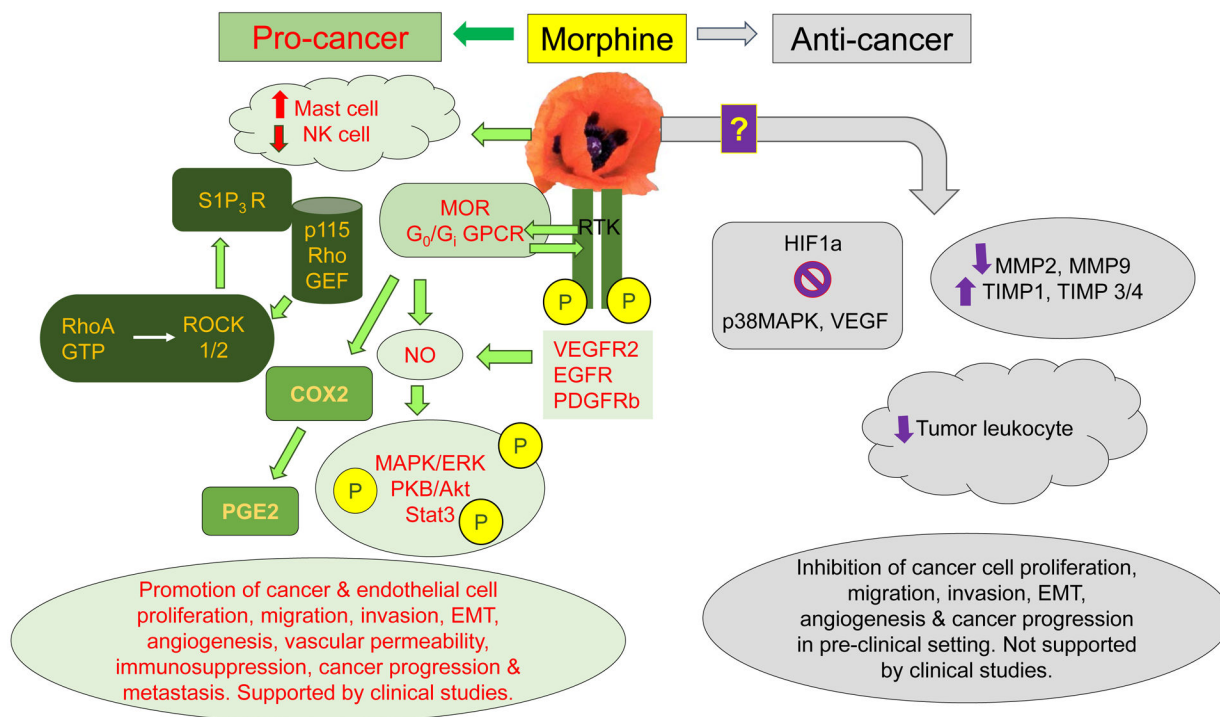 Pro-cancer
Morphine
Anti-cancer
Mast cell
NK cell
?
S1P₃ R
p115
Rho
GEF
MOR
G₀/Gᵢ GPCR
RTK
P
P
RhoA
GTP
ROCK
1/2
NO
VEGFR2
EGFR
PDGFRb
COX2
PGE2
MAPK/ERK
PKB/Akt
Stat3
P
P
P
HIF1a
p38MAPK, VEGF
MMP2, MMP9
TIMP1, TIMP 3/4
Tumor leukocyte
Promotion of cancer & endothelial cell
proliferation, migration, invasion, EMT,
angiogenesis, vascular permeability,
immunosuppression, cancer progression &
metastasis. Supported by clinical studies.
Inhibition of cancer cell proliferation,
migration, invasion, EMT,
angiogenesis & cancer progression
in pre-clinical setting. Not supported
by clinical studies.